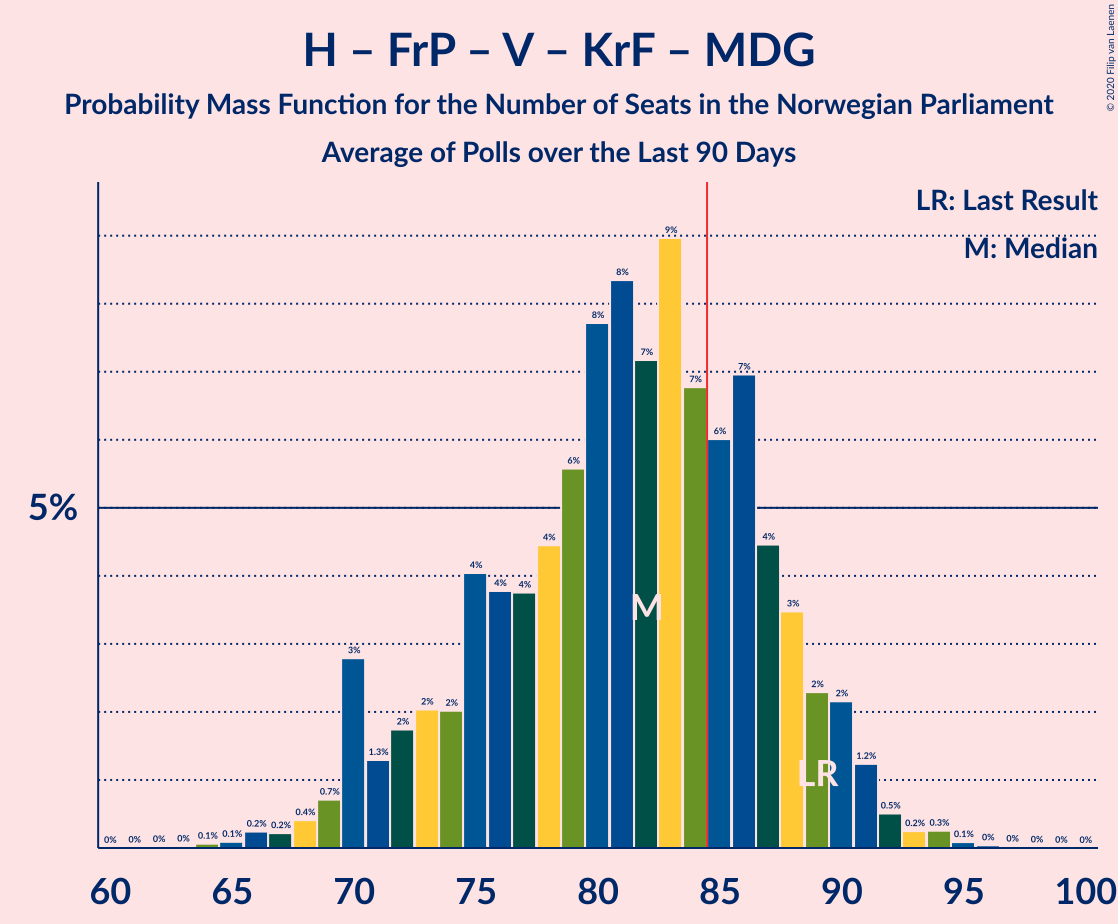 H – FrP – V – KrF – MDG
Probability Mass Function for the Number of Seats in the Norwegian Parliament
Average of Polls over the Last 90 Days
© 2020 Filip van Laenen
LR: Last Result
M: Median
5%
0% 0% 0% 0% 0.1% 0.1% 0.2% 0.2% 0.4% 0.7% 3% 1.3% 2% 2% 2% 4% 4% 4% 4% 6% 8% 8% 7% 9% 7% 6% 7% 4% 3% 2% 2% 1.2% 0.5% 0.2% 0.3% 0.1% 0% 0% 0% 0% 0%
M
LR
60 65 70 75 80 85 90 95 100